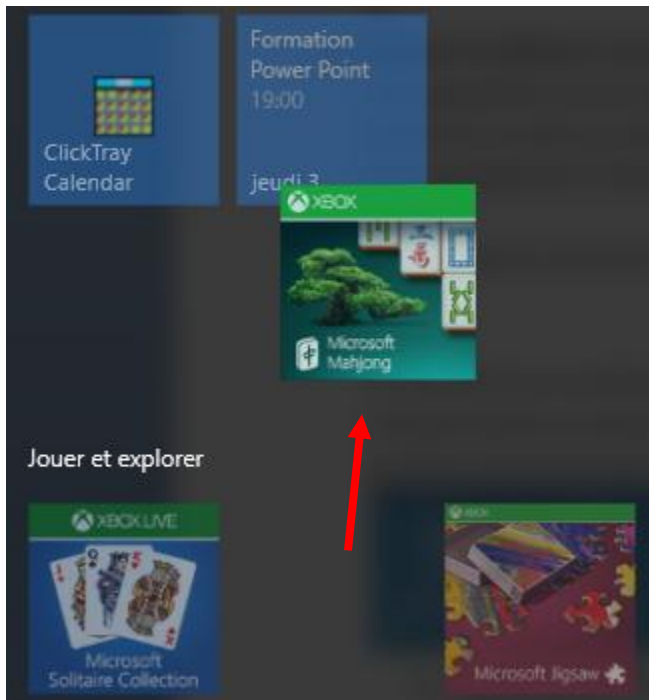 Formation
Power Point
19:00
ClickTray
Calendar
jeudi 3
XBOX
Microsoft
Mahjong
Jouer et explorer
XBOX LIVE
XBOX
Microsoft
Solitaire Collection
Microsoft Jigsaw